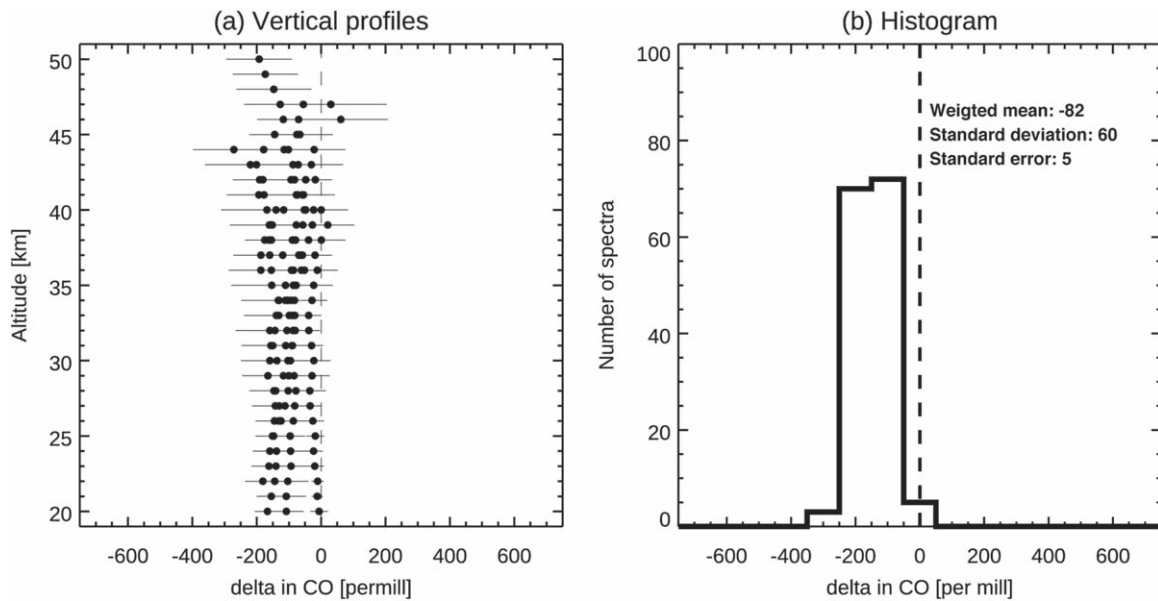 (a) Vertical profiles
50
45
40
35
30
25
20
Altitude [km]
-600 -400 -200 0 200 400 600
delta in CO [permill]
(b) Histogram
100
80
60
40
20
0
Number of spectra
Weigted mean: -82
Standard deviation: 60
Standard error: 5
-600 -400 -200 0 200 400 600
delta in CO [per mill]